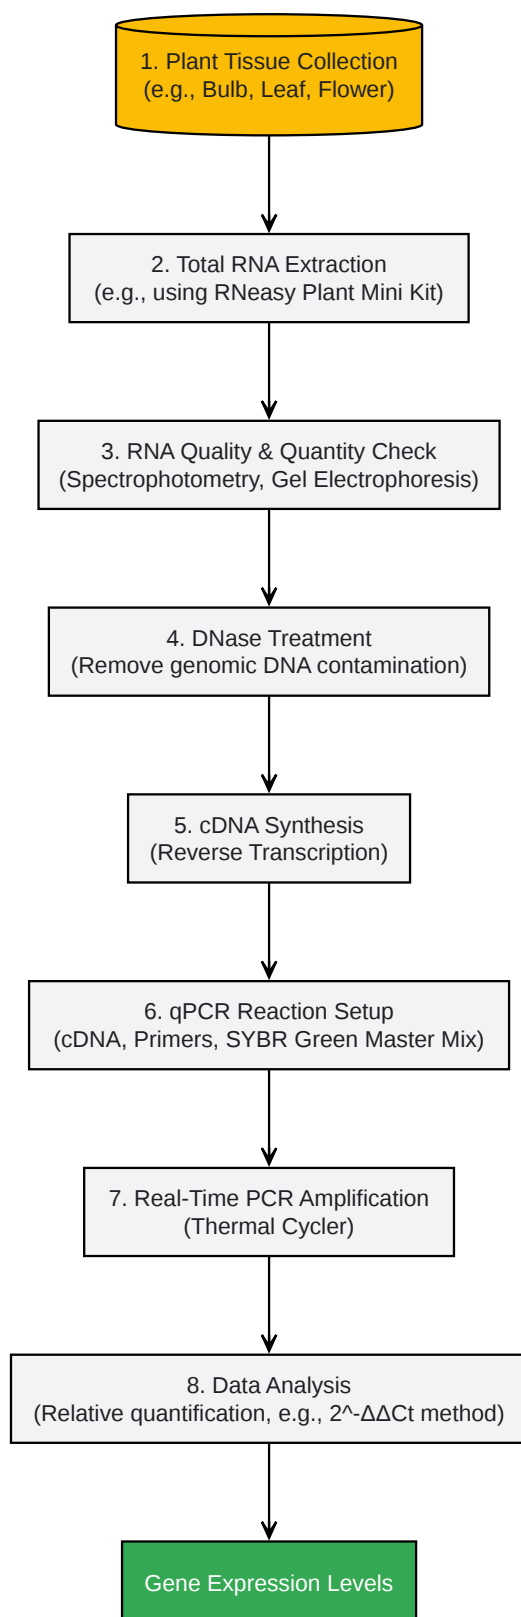 1. Plant Tissue Collection
(e.g., Bulb, Leaf, Flower)
2. Total RNA Extraction
(e.g., using RNeasy Plant Mini Kit)
3. RNA Quality & Quantity Check
(Spectrophotometry, Gel Electrophoresis)
4. DNase Treatment
(Remove genomic DNA contamination)
5. cDNA Synthesis
(Reverse Transcription)
6. qPCR Reaction Setup
(cDNA, Primers, SYBR Green Master Mix)
7. Real-Time PCR Amplification
(Thermal Cycler)
8. Data Analysis
(Relative quantification, e.g., 2^-ΔΔCt method)
Gene Expression Levels